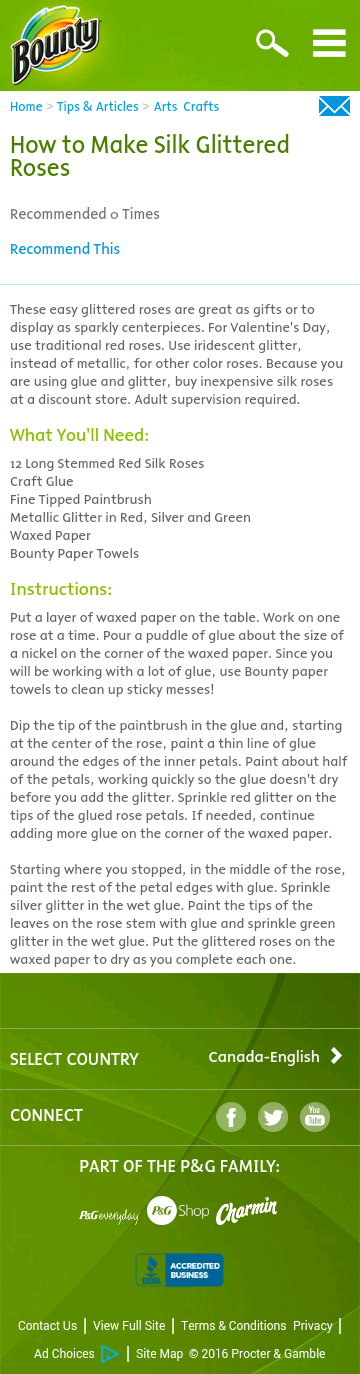 Bounty
Home > Tips & Articles > Arts Crafts
How to Make Silk Glittered
Roses
Recommended 0 Times
Recommend This
These easy glittered roses are great as gifts or to
display as sparkly centerpieces. For Valentine's Day,
use traditional red roses. Use iridescent glitter,
instead of metallic, for other color roses. Because you
are using glue and glitter, buy inexpensive silk roses
at a discount store. Adult supervision required.
What You'll Need:
12 Long Stemmed Red Silk Roses
Craft Glue
Fine Tipped Paintbrush
Metallic Glitter in Red, Silver and Green
Waxed Paper
Bounty Paper Towels
Instructions:
Put a layer of waxed paper on the table. Work on one
rose at a time. Pour a puddle of glue about the size of
a nickel on the corner of the waxed paper. Since you
will be working with a lot of glue, use Bounty paper
towels to clean up sticky messes!
Dip the tip of the paintbrush in the glue and, starting
at the center of the rose, paint a thin line of glue
around the edges of the inner petals. Paint about half
of the petals, working quickly so the glue doesn't dry
before you add the glitter. Sprinkle red glitter on the
tips of the glued rose petals. If needed, continue
adding more glue on the corner of the waxed paper.
Starting where you stopped, in the middle of the rose,
paint the rest of the petal edges with glue. Sprinkle
silver glitter in the wet glue. Paint the tips of the
leaves on the rose stem with glue and sprinkle green
glitter in the wet glue. Put the glittered roses on the
waxed paper to dry as you complete each one.
SELECT COUNTRY Canada-English
CONNECT f You Tube
PART OF THE P&G FAMILY:
P&G everyday P&G Shop Charmin
BBB. ACCREDITED BUSINESS
Contact Us | View Full Site | Terms & Conditions Privacy |
Ad Choices | Site Map © 2016 Procter & Gamble